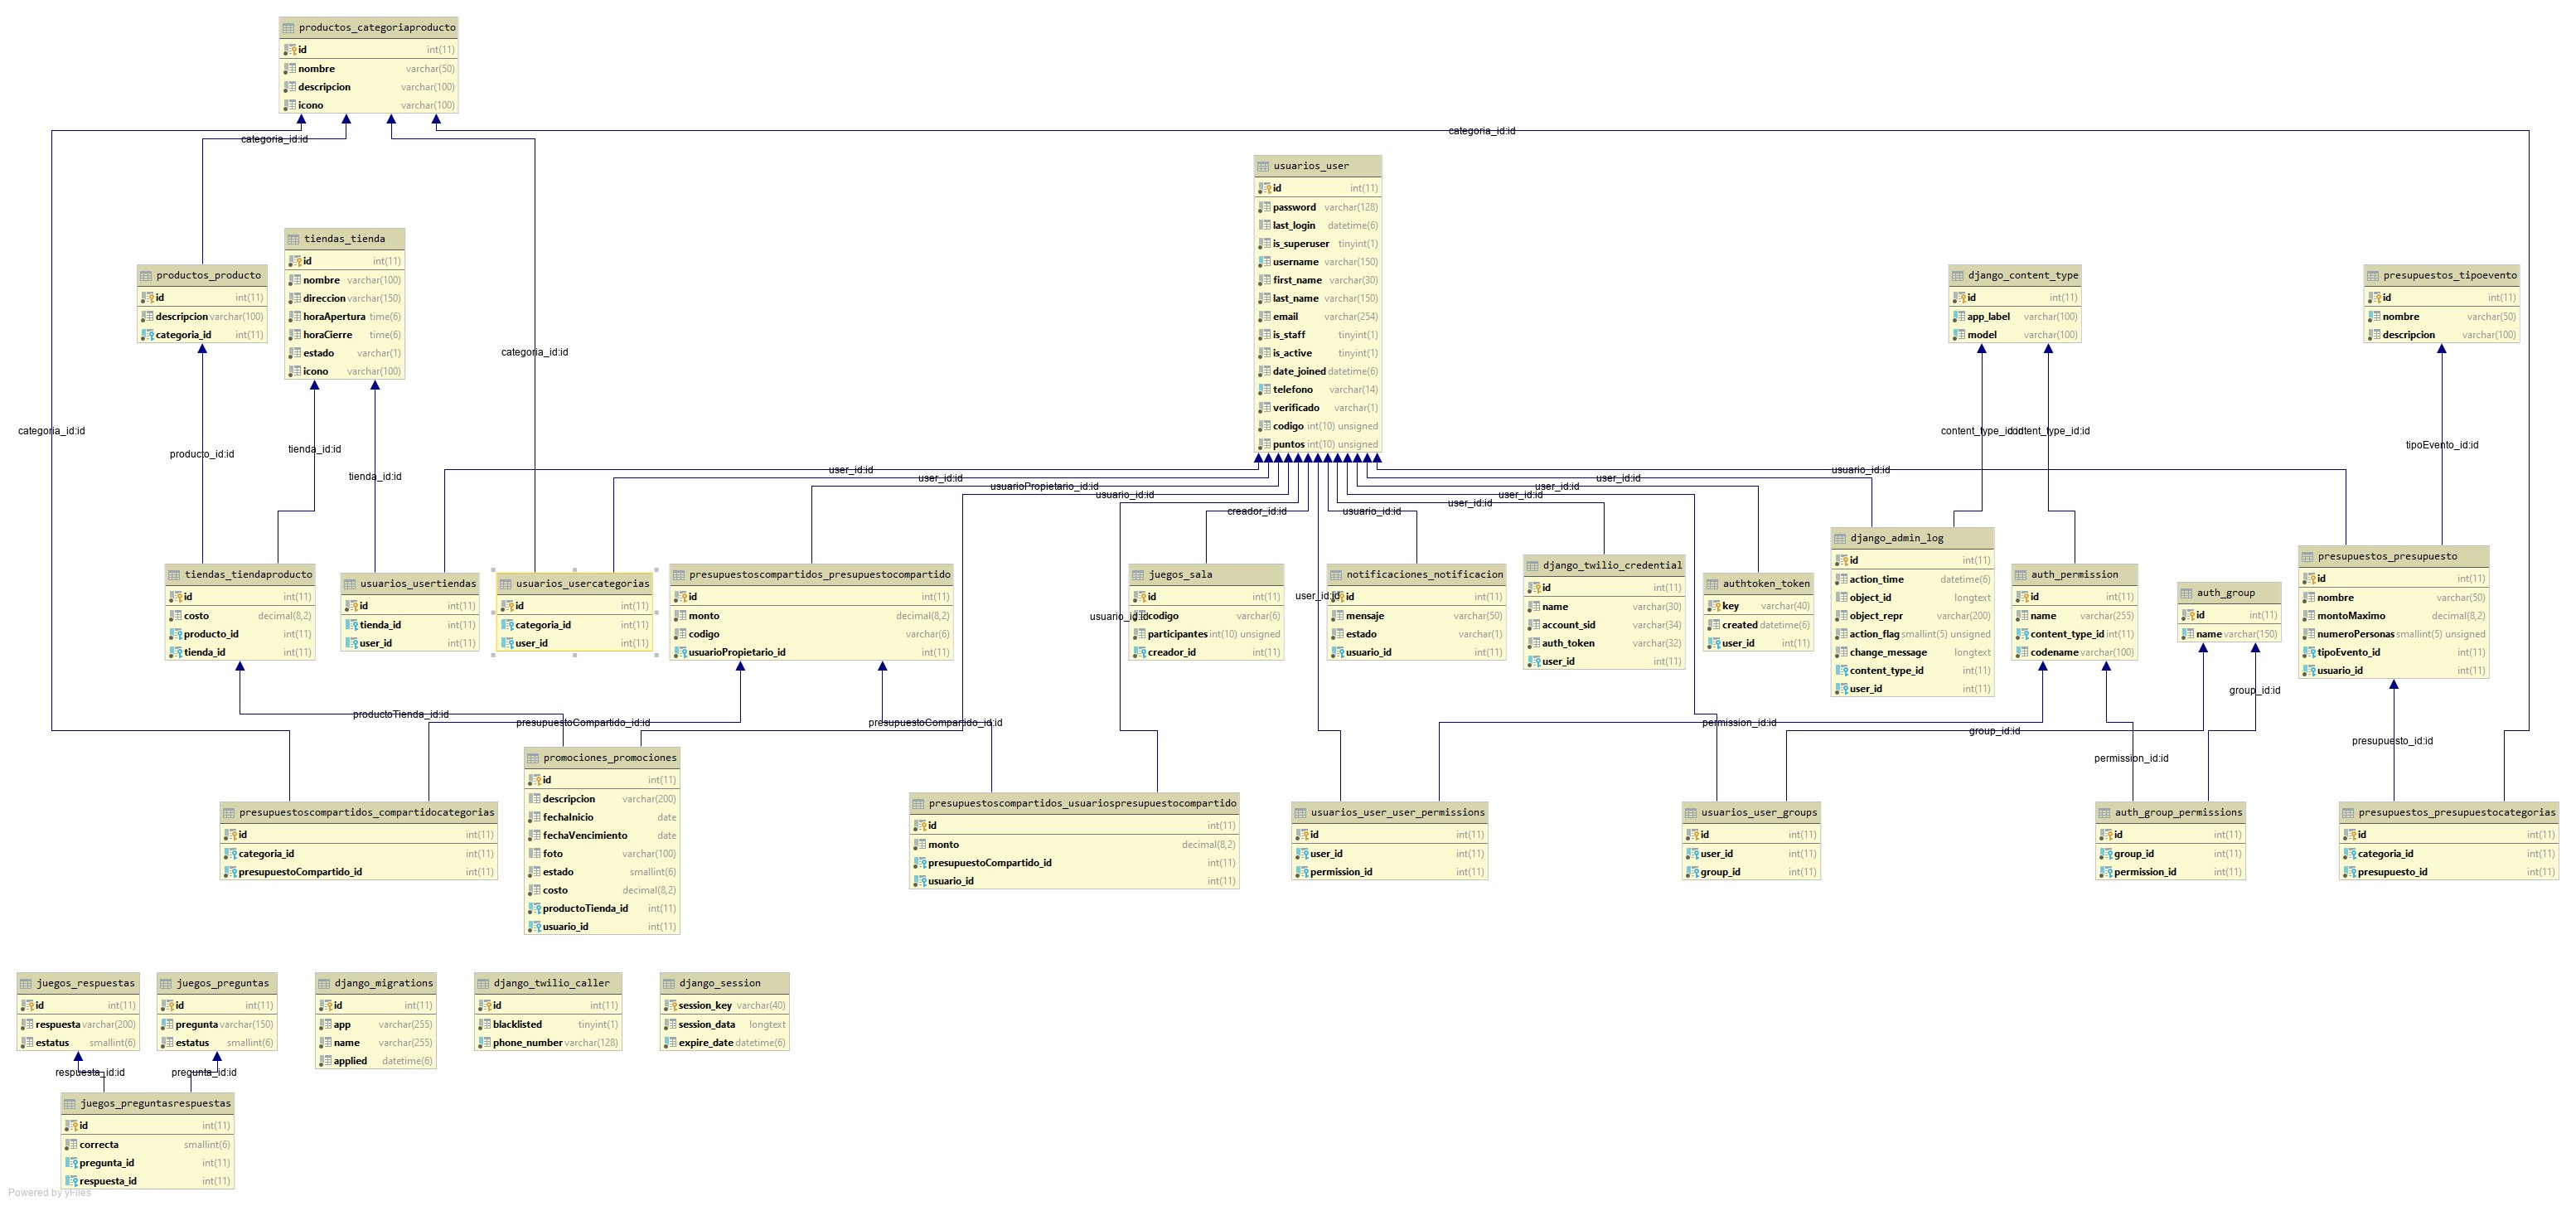 productos_categoriaproducto
id int(11)
nombre varchar(50)
descripcion varchar(100)
icono varchar(100)
categoria_id:id
categoria_id:id
usuarios_user
id int(11)
password varchar(128)
last_login datetime(6)
is_superuser tinyint(1)
username varchar(150)
first_name varchar(30)
last_name varchar(150)
email varchar(254)
is_staff tinyint(1)
is_active tinyint(1)
date_joined datetime(6)
telefono varchar(14)
verificado varchar(1)
codigo int(10) unsigned
puntos int(10) unsigned
tiendas_tienda
id int(11)
nombre varchar(100)
direccion varchar(150)
horaApertura time(6)
horaCierre time(6)
estado varchar(1)
icono varchar(100)
productos_producto
id int(11)
descripcion varchar(100)
categoria_id int(11)
django_content_type
id int(11)
app_label varchar(100)
model varchar(100)
presupuestos_tipoevento
id int(11)
nombre varchar(50)
descripcion varchar(100)
categoria_id:id
categoria_id:id
content_type_id:id
content_type_id:id
tipoEvento_id:id
producto_id:id
tienda_id:id
tienda_id:id
user_id:id
user_id:id
usuarioPropietario_id:id
usuario_id:id
creador_id:id
usuario_id:id
user_id:id
user_id:id
user_id:id
user_id:id
usuario_id:id
tiendas_tiendaproducto
id int(11)
costo decimal(8,2)
producto_id int(11)
tienda_id int(11)
usuarios_usertiendas
id int(11)
tienda_id int(11)
user_id int(11)
usuarios_usercategorias
id int(11)
categoria_id int(11)
user_id int(11)
presupuestoscompartidos_presupuestocompartido
id int(11)
monto decimal(8,2)
codigo varchar(6)
usuarioPropietario_id int(11)
juegos_sala
id int(11)
codigo varchar(6)
participantes int(10) unsigned
creador_id int(11)
usuario_id:id
notificaciones_notificacion
id int(11)
mensaje varchar(50)
estado varchar(1)
usuario_id int(11)
user_id:id
django_twilio_credential
id int(11)
name varchar(30)
account_sid varchar(34)
auth_token varchar(32)
user_id int(11)
authtoken_token
key varchar(40)
created datetime(6)
user_id int(11)
django_admin_log
id int(11)
action_time datetime(6)
object_id longtext
object_repr varchar(200)
action_flag smallint(5) unsigned
change_message longtext
content_type_id int(11)
user_id int(11)
auth_permission
id int(11)
name varchar(255)
content_type_id int(11)
codename varchar(100)
auth_group
id int(11)
name varchar(150)
presupuestos_presupuesto
id int(11)
nombre varchar(50)
montoMaximo decimal(8,2)
numeroPersonas smallint(5) unsigned
tipoEvento_id int(11)
usuario_id int(11)
group_id:id
productoTienda_id:id
presupuestoCompartido_id:id
presupuestoCompartido_id:id
permission_id:id
group_id:id
presupuesto_id:id
permission_id:id
presupuestoscompartidos_compartidocategorias
id int(11)
categoria_id int(11)
presupuestoCompartido_id int(11)
promociones_promociones
id int(11)
descripcion varchar(200)
fechaInicio date
fechaVencimiento date
foto varchar(100)
estado smallint(6)
costo decimal(8,2)
productoTienda_id int(11)
usuario_id int(11)
presupuestoscompartidos_usuariospresupuestocompartido
id int(11)
monto decimal(8,2)
presupuestoCompartido_id int(11)
usuario_id int(11)
usuarios_user_user_permissions
id int(11)
user_id int(11)
permission_id int(11)
usuarios_user_groups
id int(11)
user_id int(11)
group_id int(11)
auth_group_permissions
id int(11)
group_id int(11)
permission_id int(11)
presupuestos_presupuestocategorias
id int(11)
categoria_id int(11)
presupuesto_id int(11)
juegos_respuestas
id int(11)
respuesta varchar(200)
estatus smallint(6)
juegos_preguntas
id int(11)
pregunta varchar(150)
estatus smallint(6)
django_migrations
id int(11)
app varchar(255)
name varchar(255)
applied datetime(6)
django_twilio_caller
id int(11)
blacklisted tinyint(1)
phone_number varchar(128)
django_session
session_key varchar(40)
session_data longtext
expire_date datetime(6)
respuesta_id:id
pregunta_id:id
juegos_preguntasrespuestas
id int(11)
correcta smallint(6)
pregunta_id int(11)
respuesta_id int(11)
Powered by yFiles